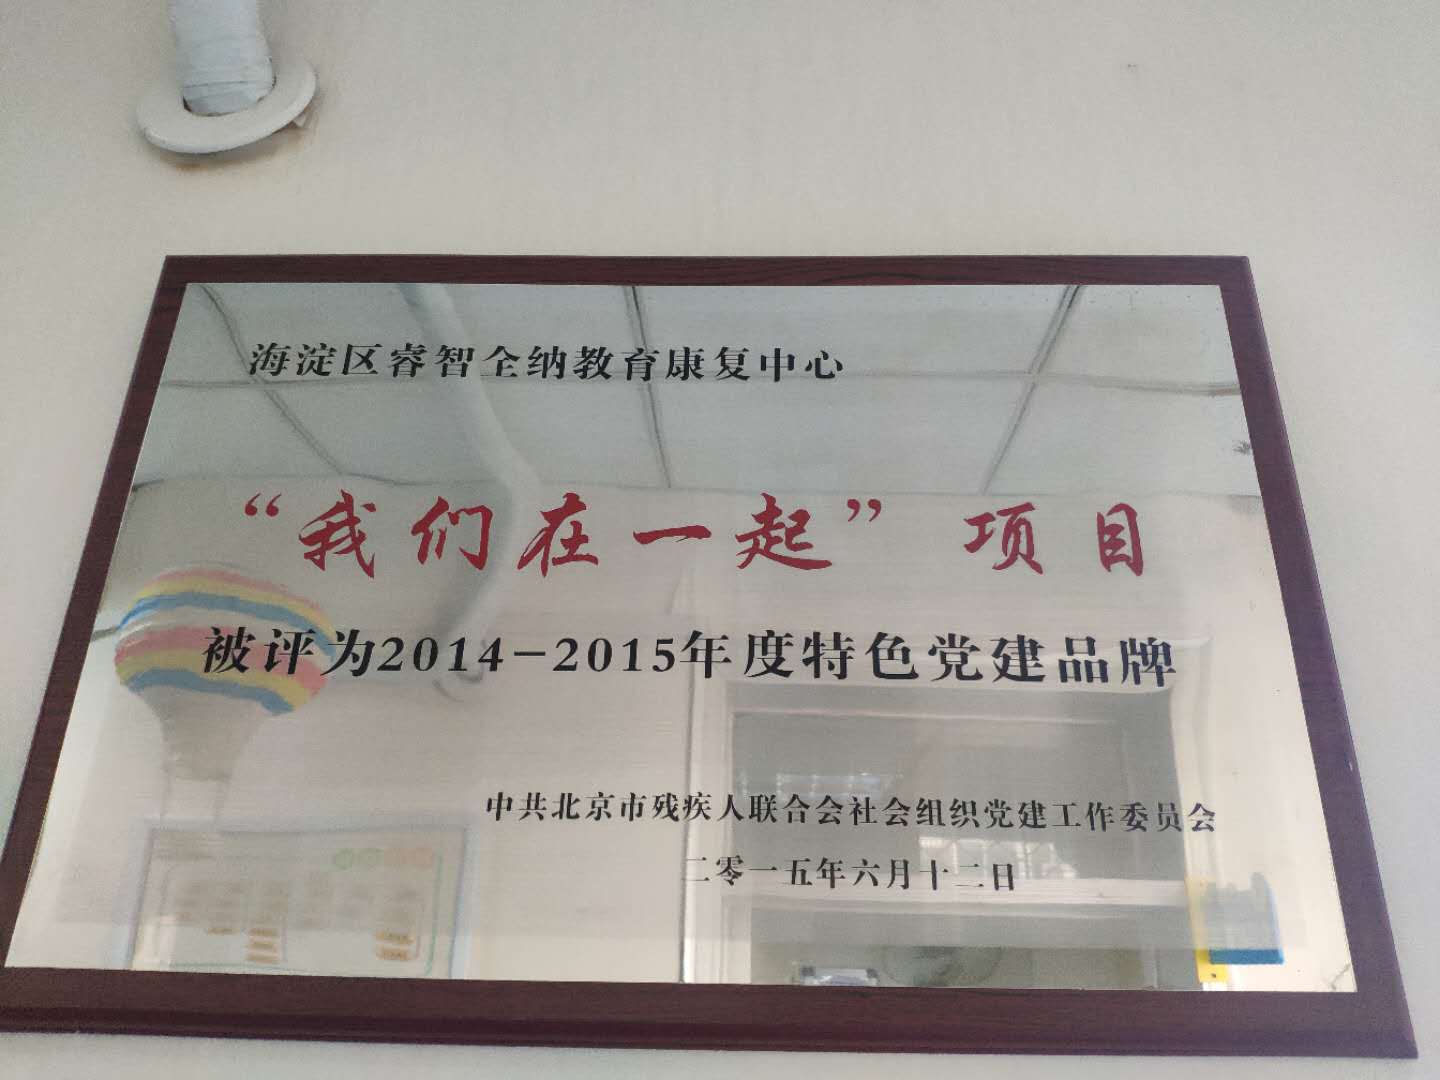 海淀区睿智全纳教育康复中心
“我们在一起”项目
被评为2014-2015年度特色党建品牌
中共北京市残疾人联合会社会组织党建工作委员会
二零一五年六月十二日